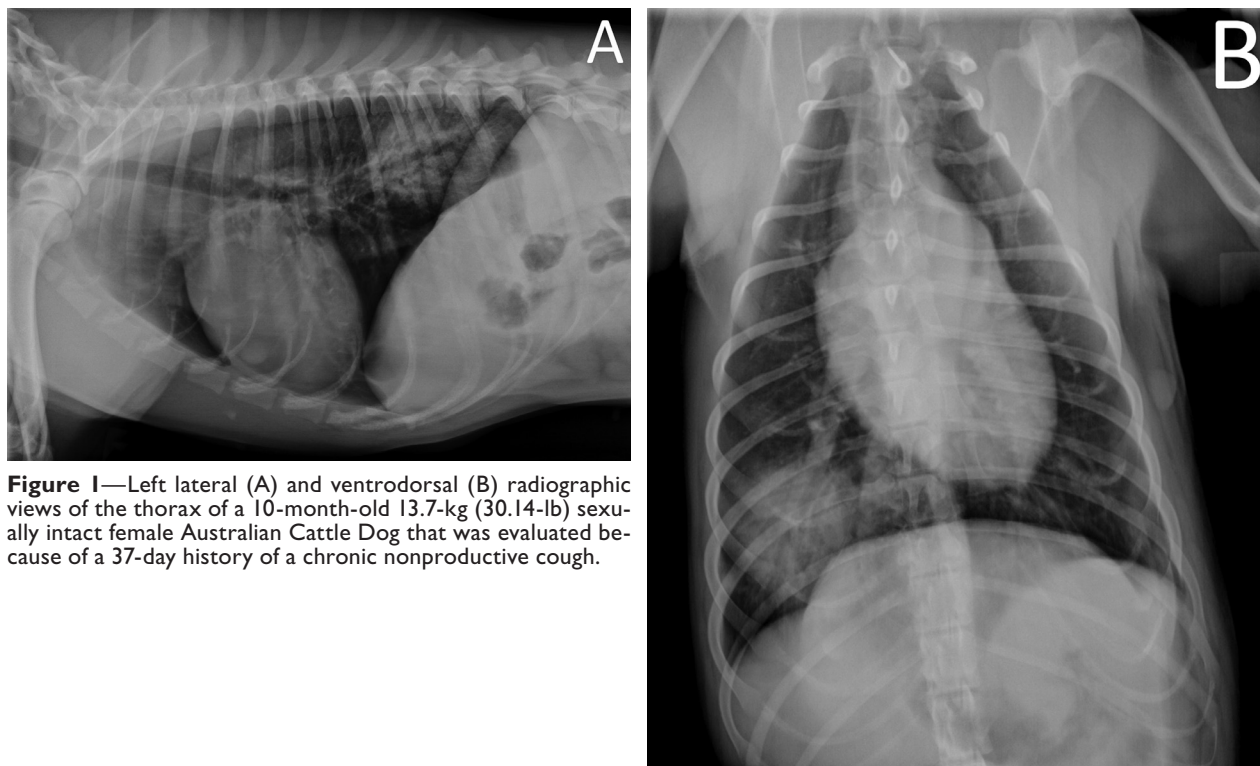 A
B
Figure 1—Left lateral (A) and ventrodorsal (B) radiographic
views of the thorax of a 10-month-old 13.7-kg (30.14-lb) sexu-
ally intact female Australian Cattle Dog that was evaluated be-
cause of a 37-day history of a chronic nonproductive cough.